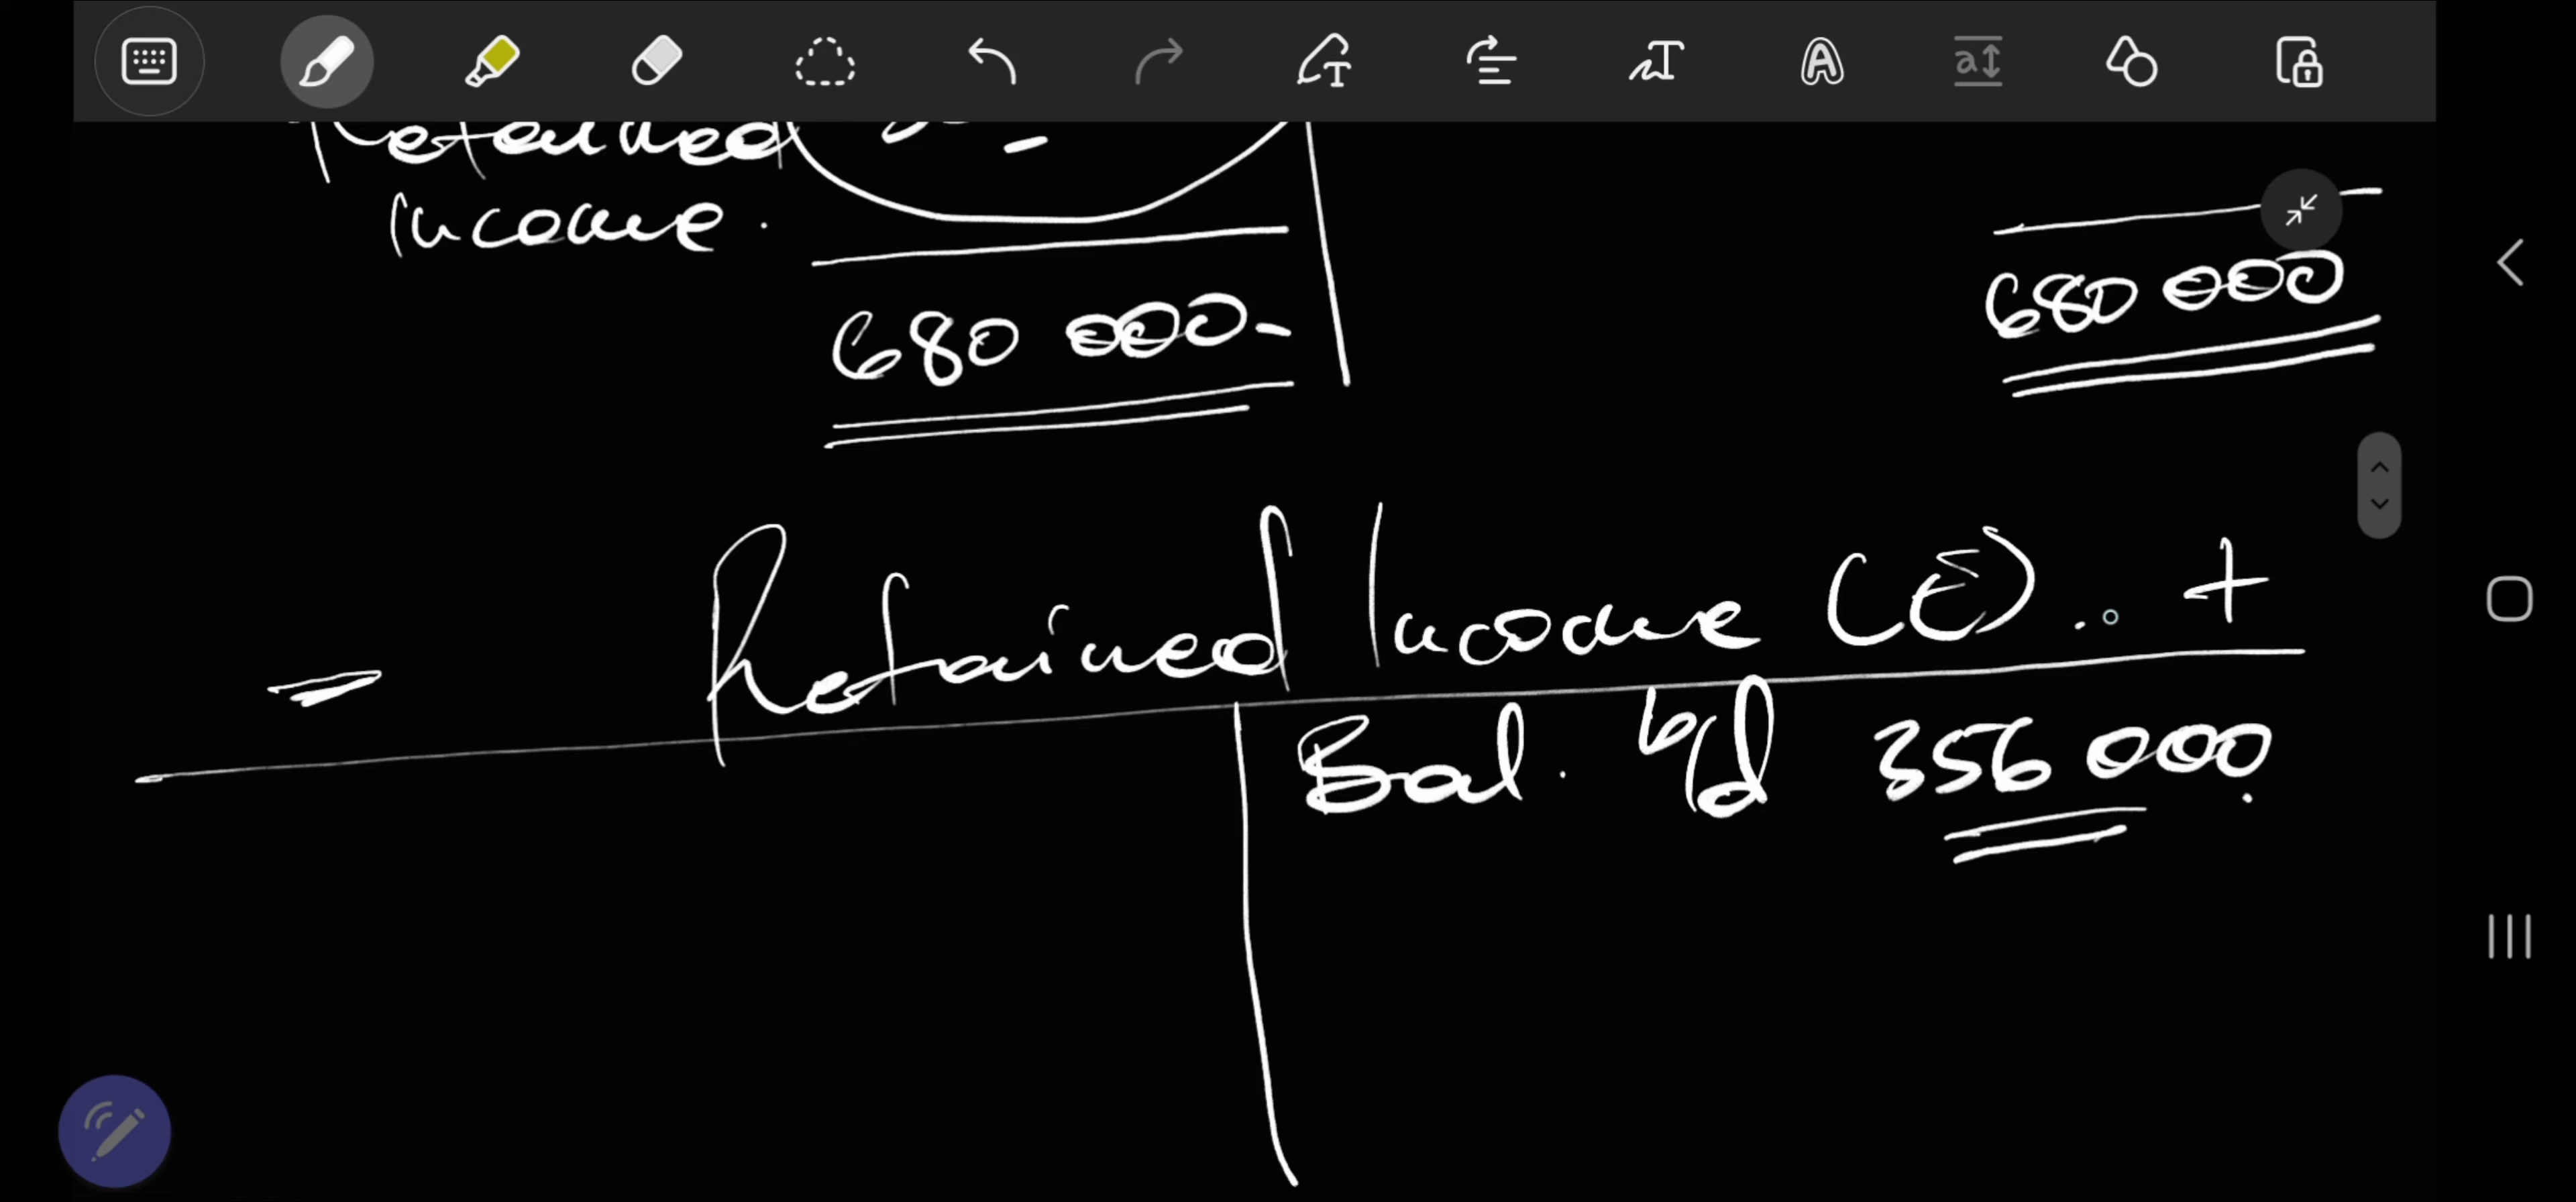 Retained
Income.
680 000-
680 000
- Retained Income (E). +
Bal. b/d 356 000.